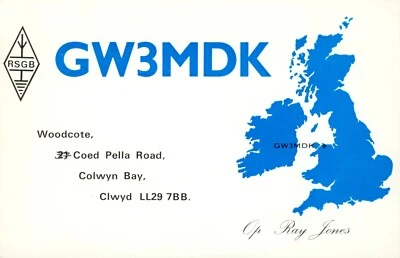 RSGB
GW3MDK
Woodcote,
Coed Pella Road,
Colwyn Bay,
Clwyd LL29 7BB.
GW3MDK
Op Ray Jones